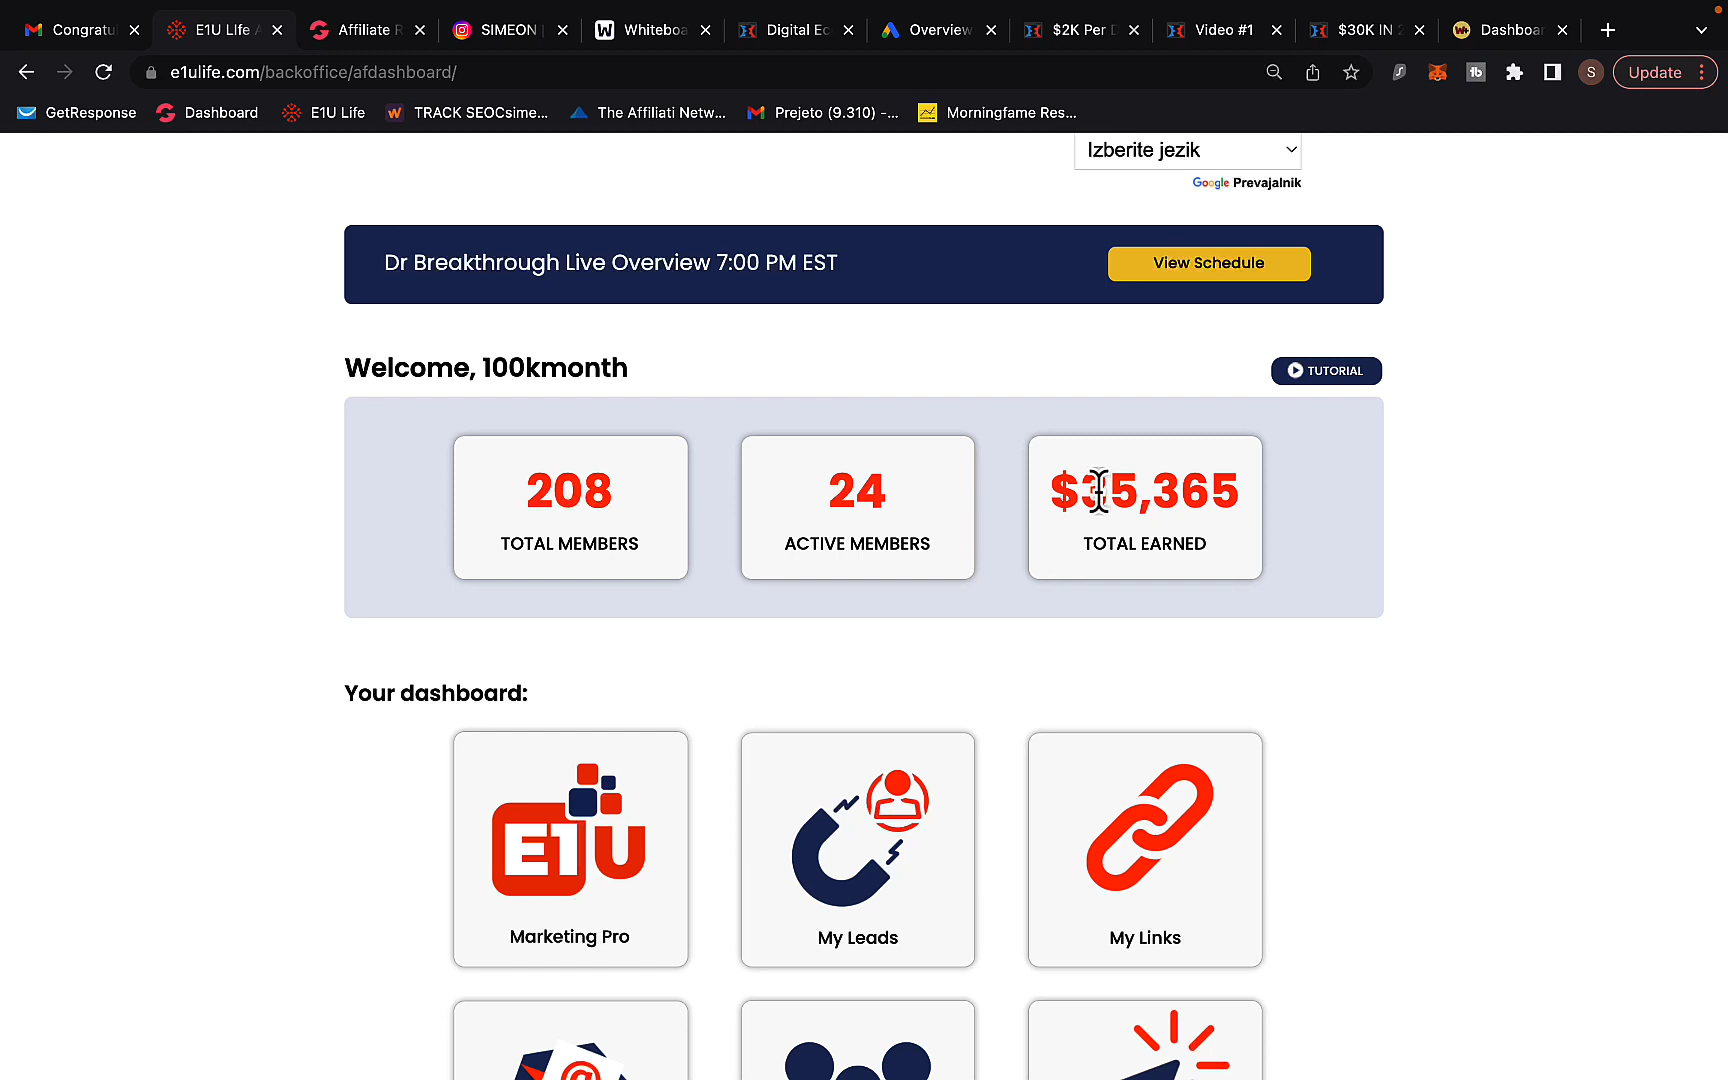 Congratu
E1U LIfe A
Affiliate R
SIMEON |
Whiteboa
Digital Ec
Overview
$2K Per D
Video #1
$30K IN 2
Dashboar
e1ulife.com/backoffice/afdashboard/
S
Update
GetResponse
Dashboard
E1U Life
TRACK SEOCsime...
The Affiliati Netw...
Prejeto (9.310) –...
Morningfame Res...
Izberite jezik
Google Prevajalnik
Dr Breakthrough Live Overview 7:00 PM EST
View Schedule
Welcome, 100kmonth
TUTORIAL
208
TOTAL MEMBERS
24
ACTIVE MEMBERS
$35,365
TOTAL EARNED
Your dashboard:
E1U
Marketing Pro
My Leads
My Links
@